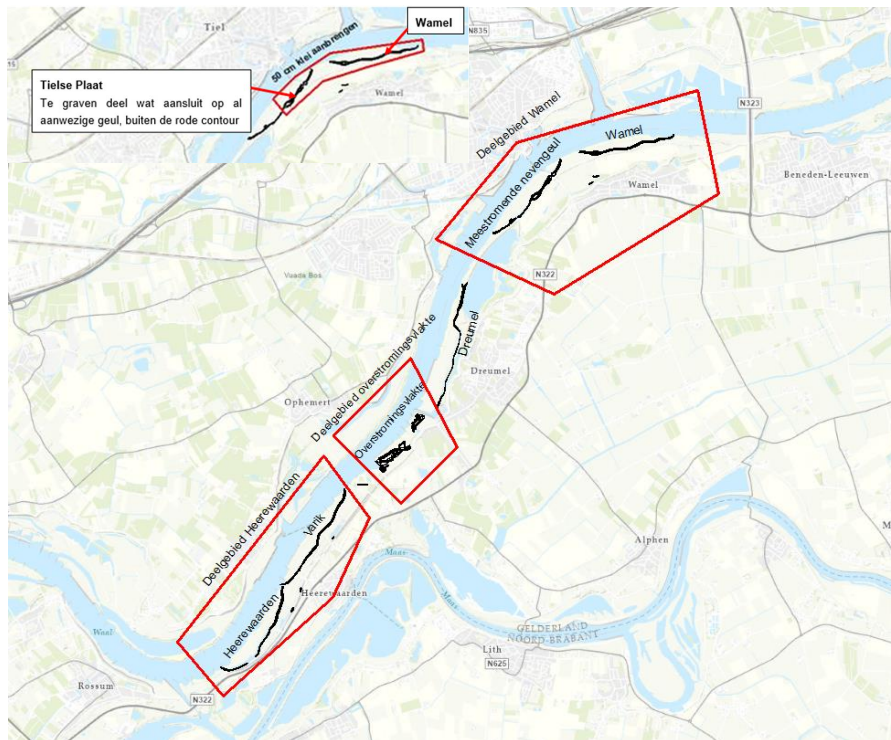 Tiel
N835
Wamel
50 cm klei aanbrengen
Tielse Plaat
Te graven deel wat aansluit op al
aanwezige geul, buiten de rode contour
Wamel
Deelgebied Wamel
N323
Wamel
Meestromende nevengeul
Wamel
Beneden-Leeuwen
N322
Dreumel
Deelgebied overstromingsvlakte
Dreumel
Ophemert
Overstromingsvlakte
Deelgebied Heerewaarden
Varik
Alphen
Maas
Heerewaarden
Heerewaarden
Maas
Waal
GELDERLAND
NOORD-BRABANT
Lith
N625
Rossum
N322